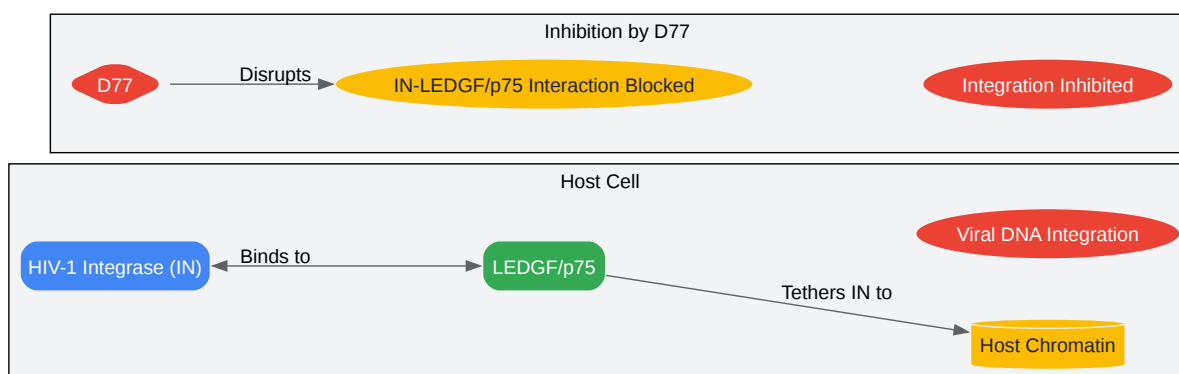 Inhibition by D77
D77
Disrupts
IN-LEDGF/p75 Interaction Blocked
Integration Inhibited
Host Cell
Viral DNA Integration
HIV-1 Integrase (IN)
Binds to
LEDGF/p75
Tethers IN to
Host Chromatin